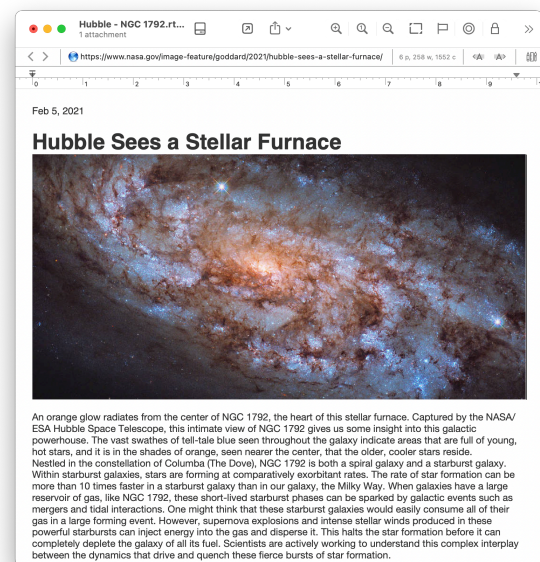 Hubble - NGC 1792.rt...
1 attachment
https://www.nasa.gov/image-feature/goddard/2021/hubble-sees-a-stellar-furnace/ 6 p, 258 w, 1552 c
0 1 2 3 4 5 6 7 8 9
Feb 5, 2021
Hubble Sees a Stellar Furnace
An orange glow radiates from the center of NGC 1792, the heart of this stellar furnace. Captured by the NASA/
ESA Hubble Space Telescope, this intimate view of NGC 1792 gives us some insight into this galactic
powerhouse. The vast swathes of tell-tale blue seen throughout the galaxy indicate areas that are full of young,
hot stars, and it is in the shades of orange, seen nearer the center, that the older, cooler stars reside.
Nestled in the constellation of Columba (The Dove), NGC 1792 is both a spiral galaxy and a starburst galaxy.
Within starburst galaxies, stars are forming at comparatively exorbitant rates. The rate of star formation can be
more than 10 times faster in a starburst galaxy than in our galaxy, the Milky Way. When galaxies have a large
reservoir of gas, like NGC 1792, these short-lived starburst phases can be sparked by galactic events such as
mergers and tidal interactions. One might think that these starburst galaxies would easily consume all of their
gas in a large forming event. However, supernova explosions and intense stellar winds produced in these
powerful starbursts can inject energy into the gas and disperse it. This halts the star formation before it can
completely deplete the galaxy of all its fuel. Scientists are actively working to understand this complex interplay
between the dynamics that drive and quench these fierce bursts of star formation.